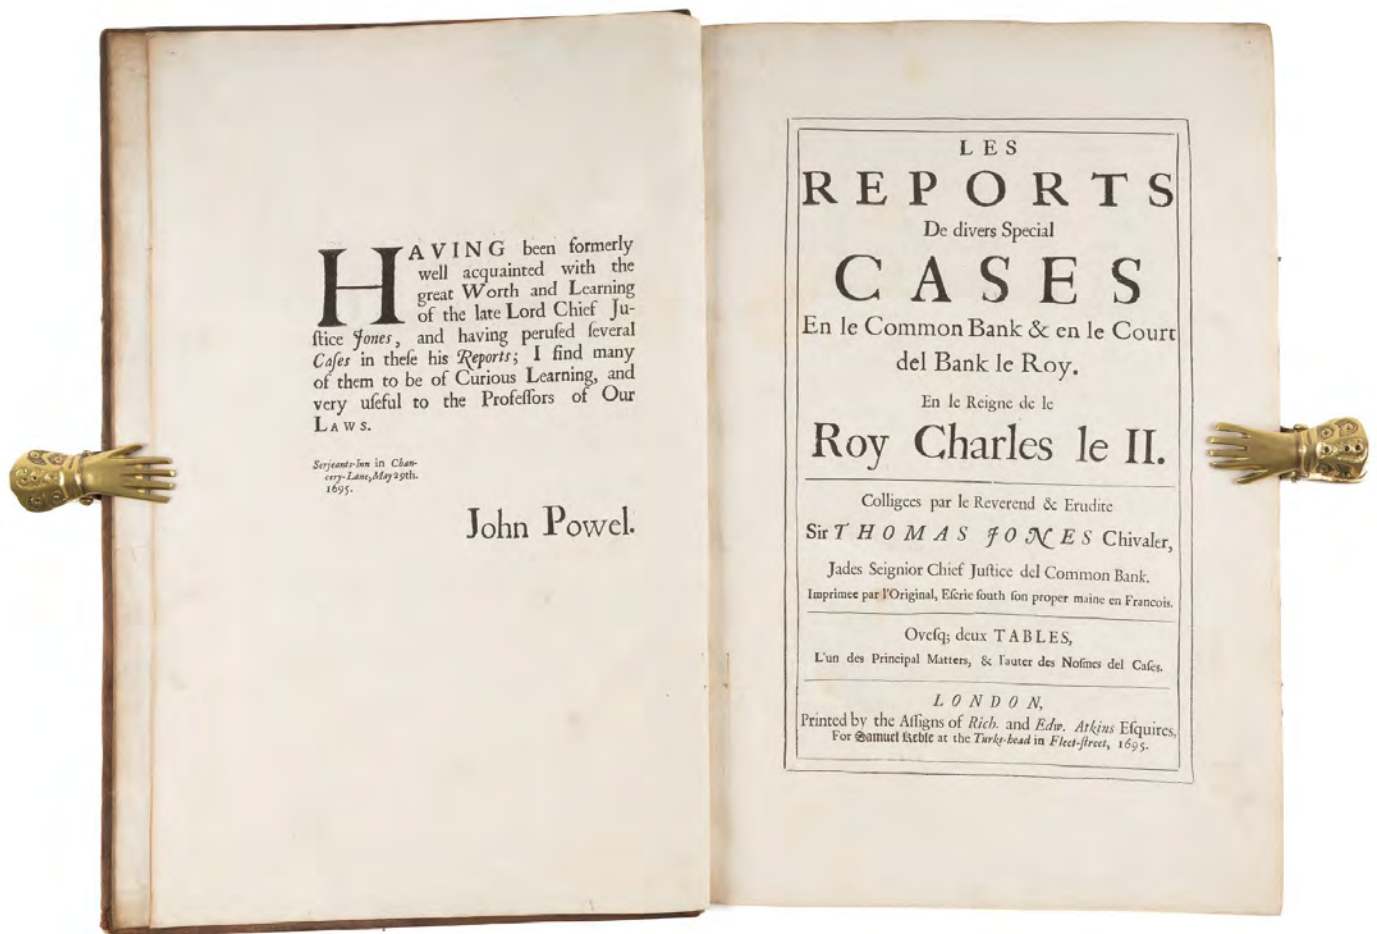 HAVING been formerly
well acquainted with the
great Worth and Learning
of the late Lord Chief Ju-
ſtice Jones, and having peruſed ſeveral
Caſes in theſe his Reports; I find many
of them to be of Curious Learning, and
very uſeful to the Profeſſors of Our
LAWS.
Serjeants-Inn in Chan-
cery-Lane, May 29th.
1695.
John Powel.
LES
REPORTS
De divers Special
CASES
En le Common Bank & en le Court
del Bank le Roy.
En le Reigne de le
Roy Charles le II.
Colligees par le Reverend & Erudite
Sir THOMAS JONES Chivaler,
Jades Seignior Chief Juſtice del Common Bank.
Imprimee par l'Original, Eſcrie ſouth ſon proper maine en Francois.
Oveſq; deux TABLES,
L'un des Principal Matters, & l'auter des Noſmes del Caſes.
LONDON,
Printed by the Aſſigns of Rich. and Edw. Atkins Eſquires,
For Samuel Keble at the Turks-head in Fleet-ſtreet, 1695.